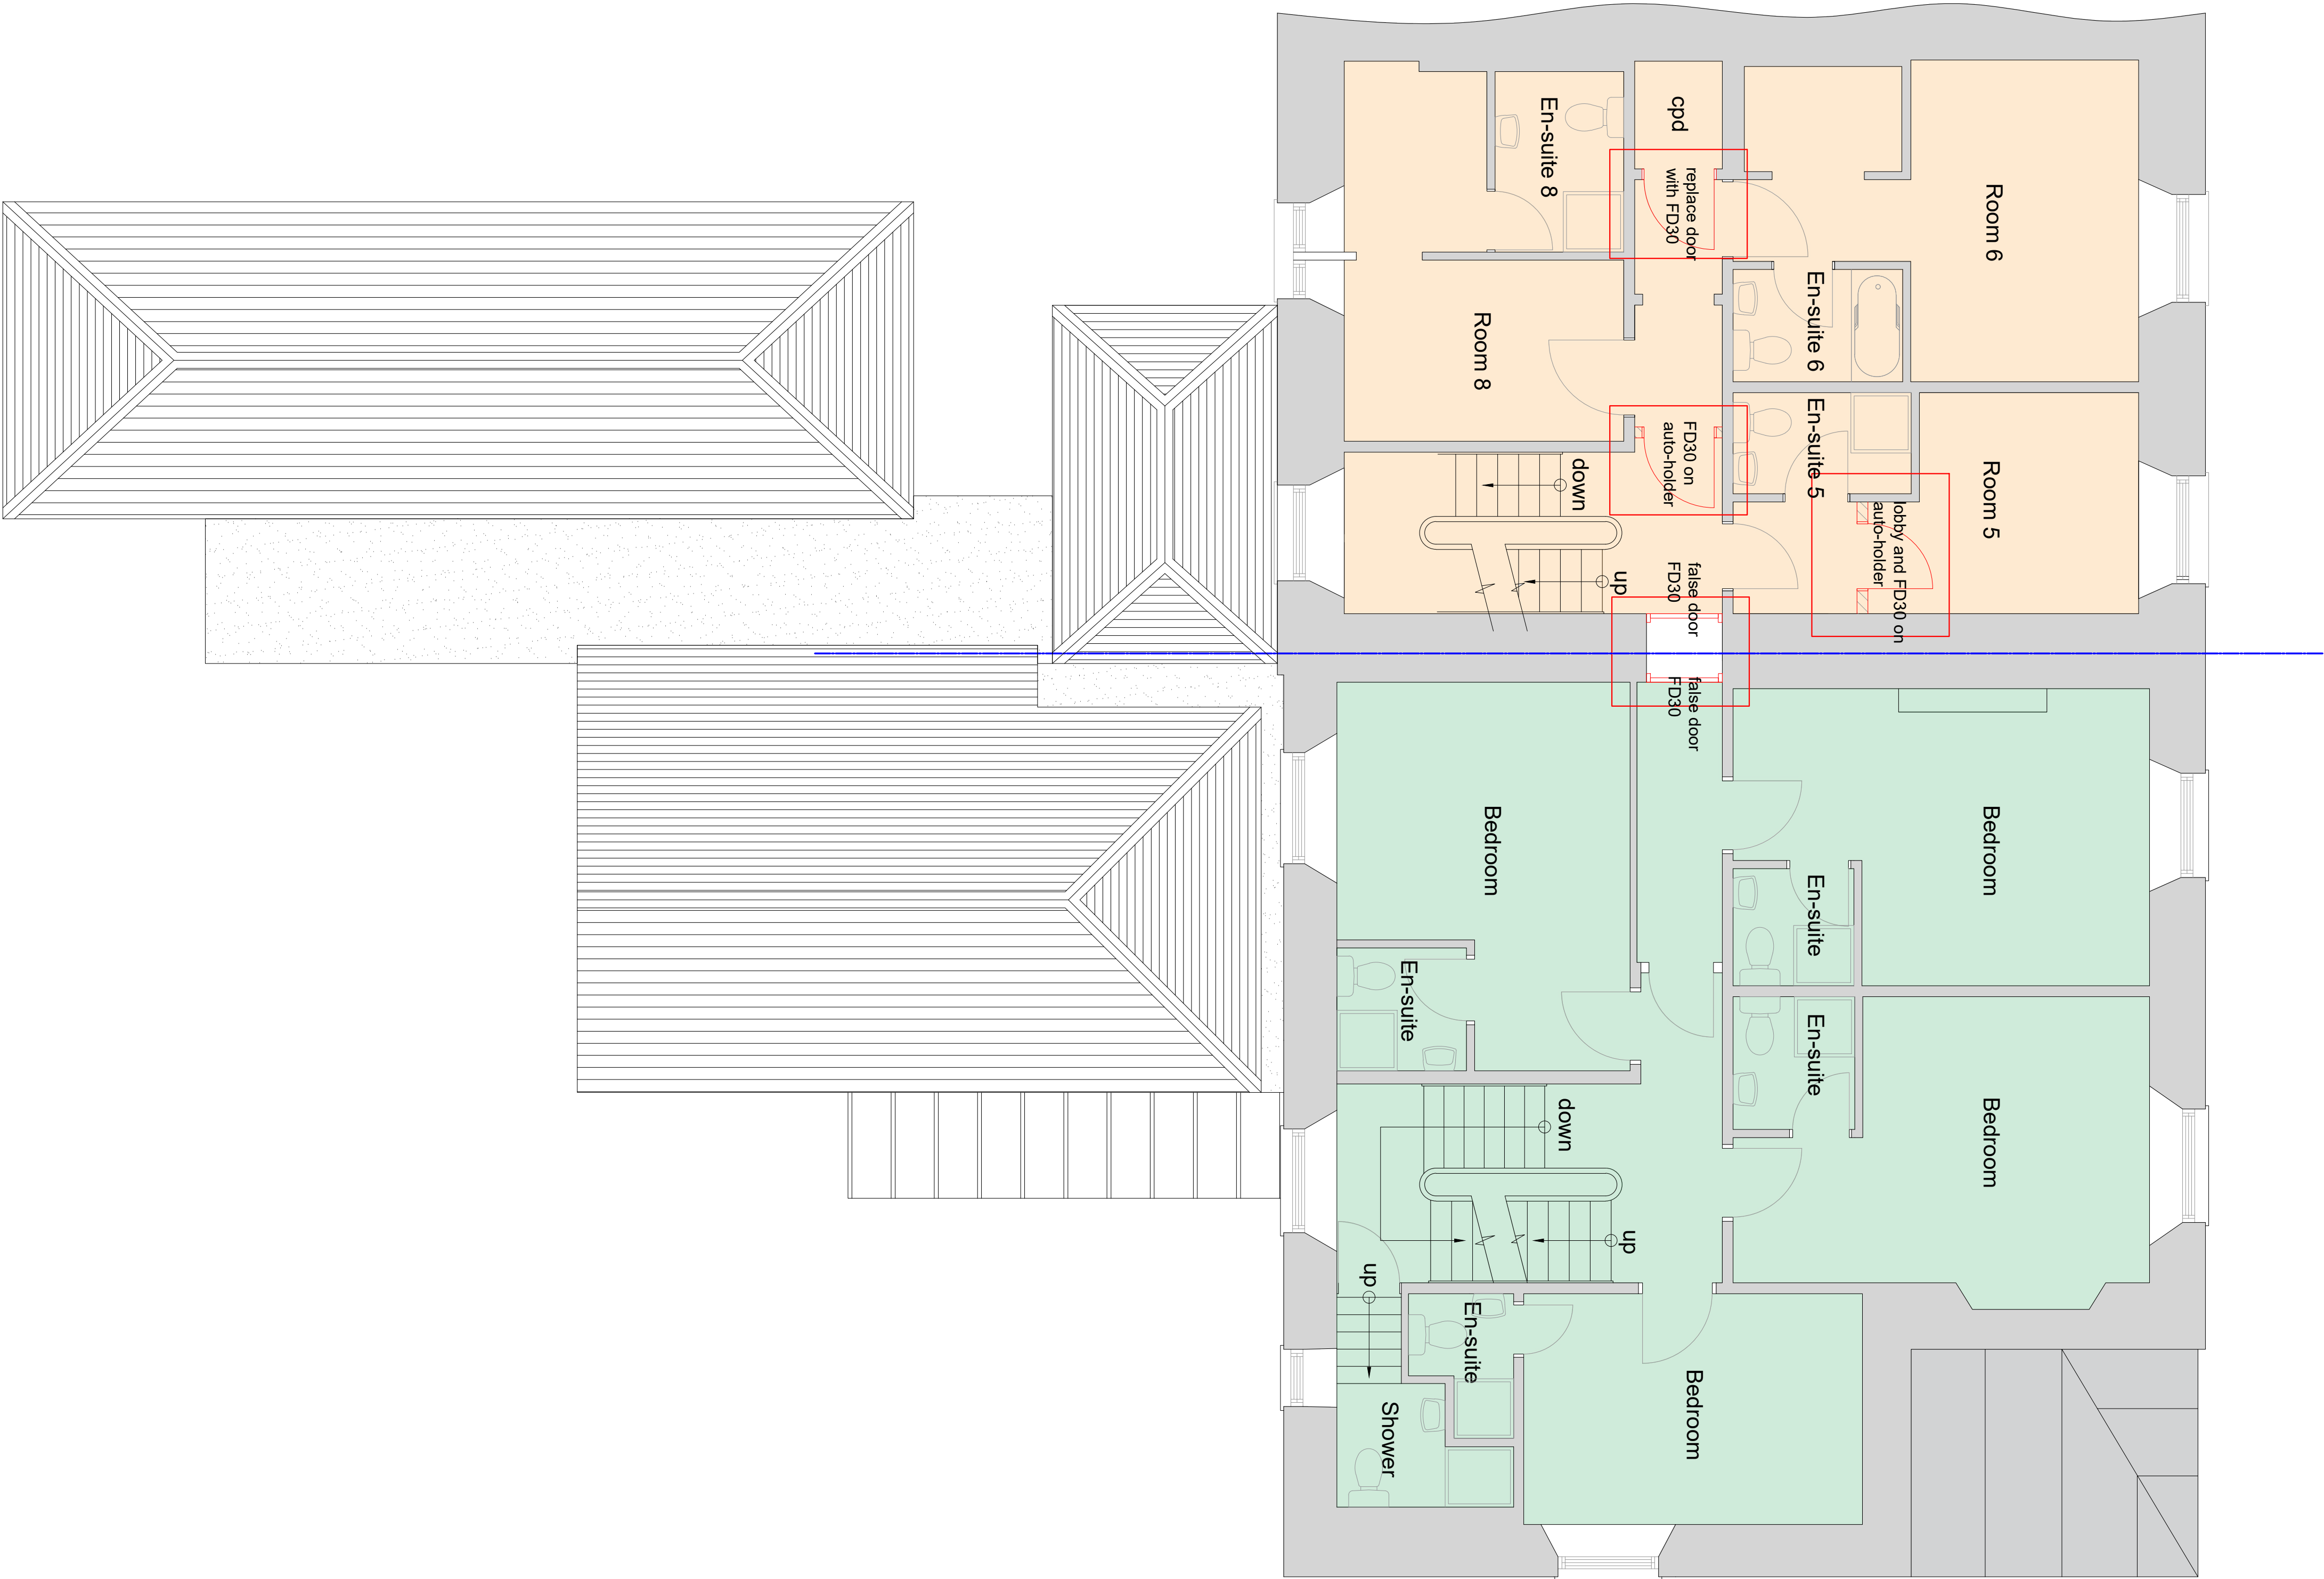 cpd
En-suite 8
replace door
with FD30
Room 6
En-suite 6
Room 8
En-suite 5
FD30 on
auto-holder
Room 5
down
lobby and FD30 on
auto-holder
up
false door
FD30
false door
FD30
Bedroom
Bedroom
En-suite
En-suite
En-suite
down
Bedroom
up
up
En-suite
Bedroom
Shower